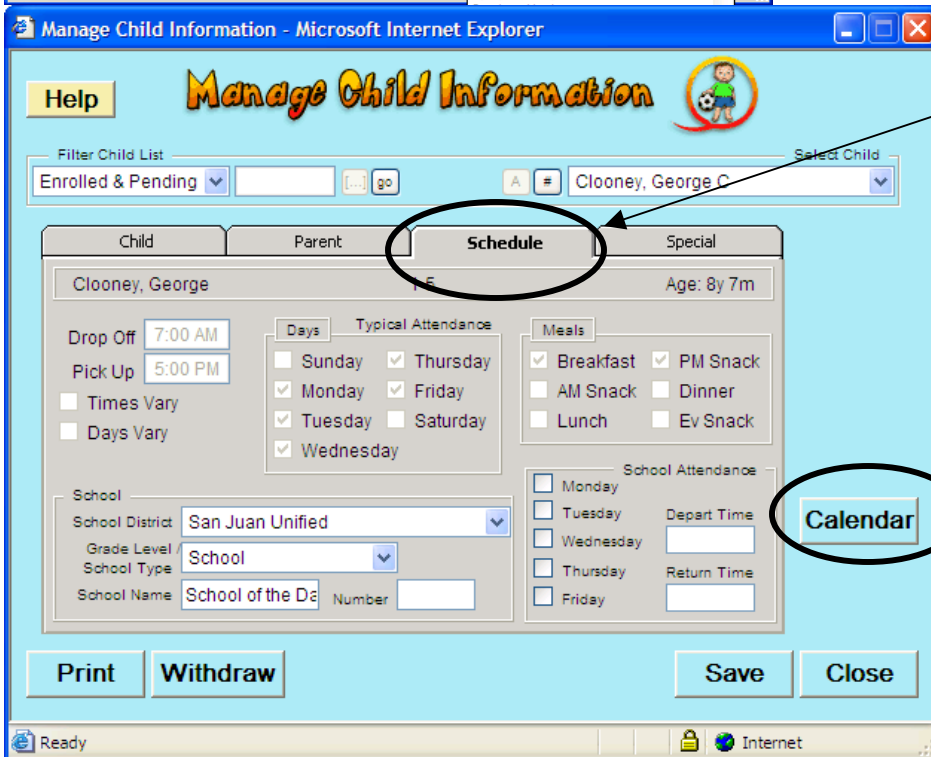 Manage Child Information - Microsoft Internet Explorer
Help
Manage Child Information
Filter Child List
Select Child
Enrolled & Pending
[...] go
A #
Clooney, George C
Child Parent Schedule Special
Clooney, George
Age: 8y 7m
Drop Off 7:00 AM
Pick Up 5:00 PM
Times Vary
Days Vary
Days Typical Attendance
Sunday Thursday
Monday Friday
Tuesday Saturday
Wednesday
Meals
Breakfast PM Snack
AM Snack Dinner
Lunch Ev Snack
School
School District San Juan Unified
Grade Level /
School Type School
School Name School of the Da Number
School Attendance
Monday
Tuesday Depart Time
Wednesday
Thursday Return Time
Friday
Calendar
Print Withdraw Save Close
Ready Internet